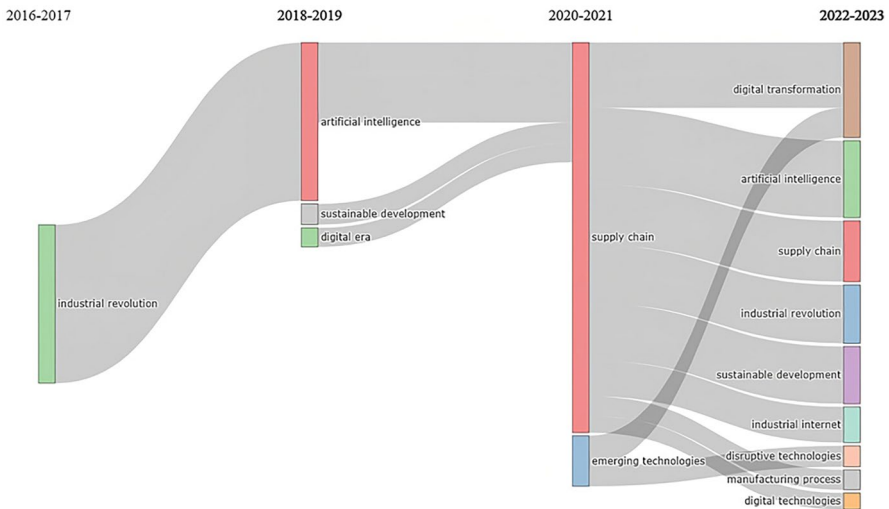 2016-2017
2018-2019
2020-2021
2022-2023
industrial revolution
artificial intelligence
sustainable development
digital era
supply chain
emerging technologies
digital transformation
artificial intelligence
supply chain
industrial revolution
sustainable development
industrial internet
disruptive technologies
manufacturing process
digital technologies